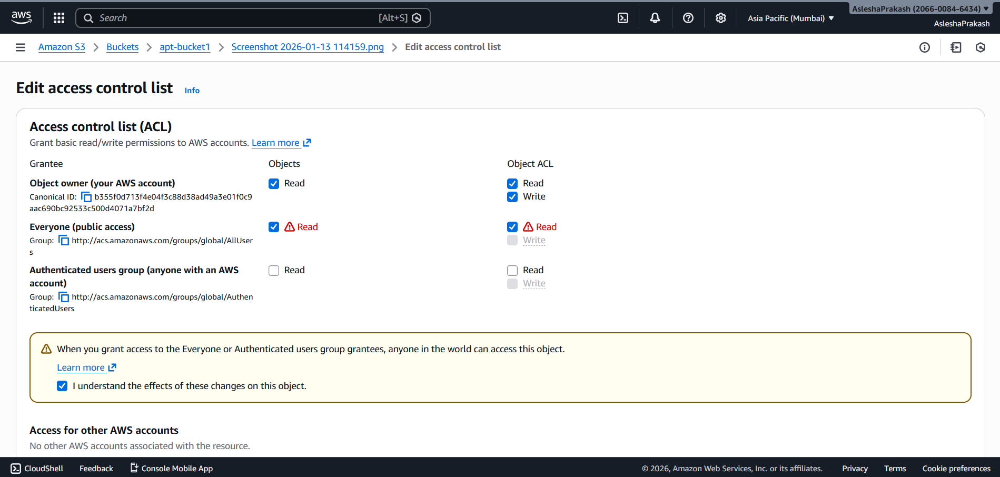 aws
Search [Alt+S]
Asia Pacific (Mumbai)
AsleshaPrakash (2066-0084-6434)
AsleshaPrakash
Amazon S3 > Buckets > apt-bucket1 > Screenshot 2026-01-13 114159.png > Edit access control list
Edit access control list Info
Access control list (ACL)
Grant basic read/write permissions to AWS accounts. Learn more
Grantee Objects Object ACL
Object owner (your AWS account) Read Read
Write
Canonical ID: b355f0d713f4e04f3c88d38ad49a3e01f0c9
aac690bc92533c500d4071a7bf2d
Everyone (public access) Read Read
Write
Group: http://acs.amazonaws.com/groups/global/AllUser
s
Authenticated users group (anyone with an AWS Read Read
account) Write
Group: http://acs.amazonaws.com/groups/global/Authen
ticatedUsers
When you grant access to the Everyone or Authenticated users group grantees, anyone in the world can access this object.
Learn more
I understand the effects of these changes on this object.
Access for other AWS accounts
No other AWS accounts associated with the resource.
CloudShell Feedback Console Mobile App © 2026, Amazon Web Services, Inc. or its affiliates. Privacy Terms Cookie preferences